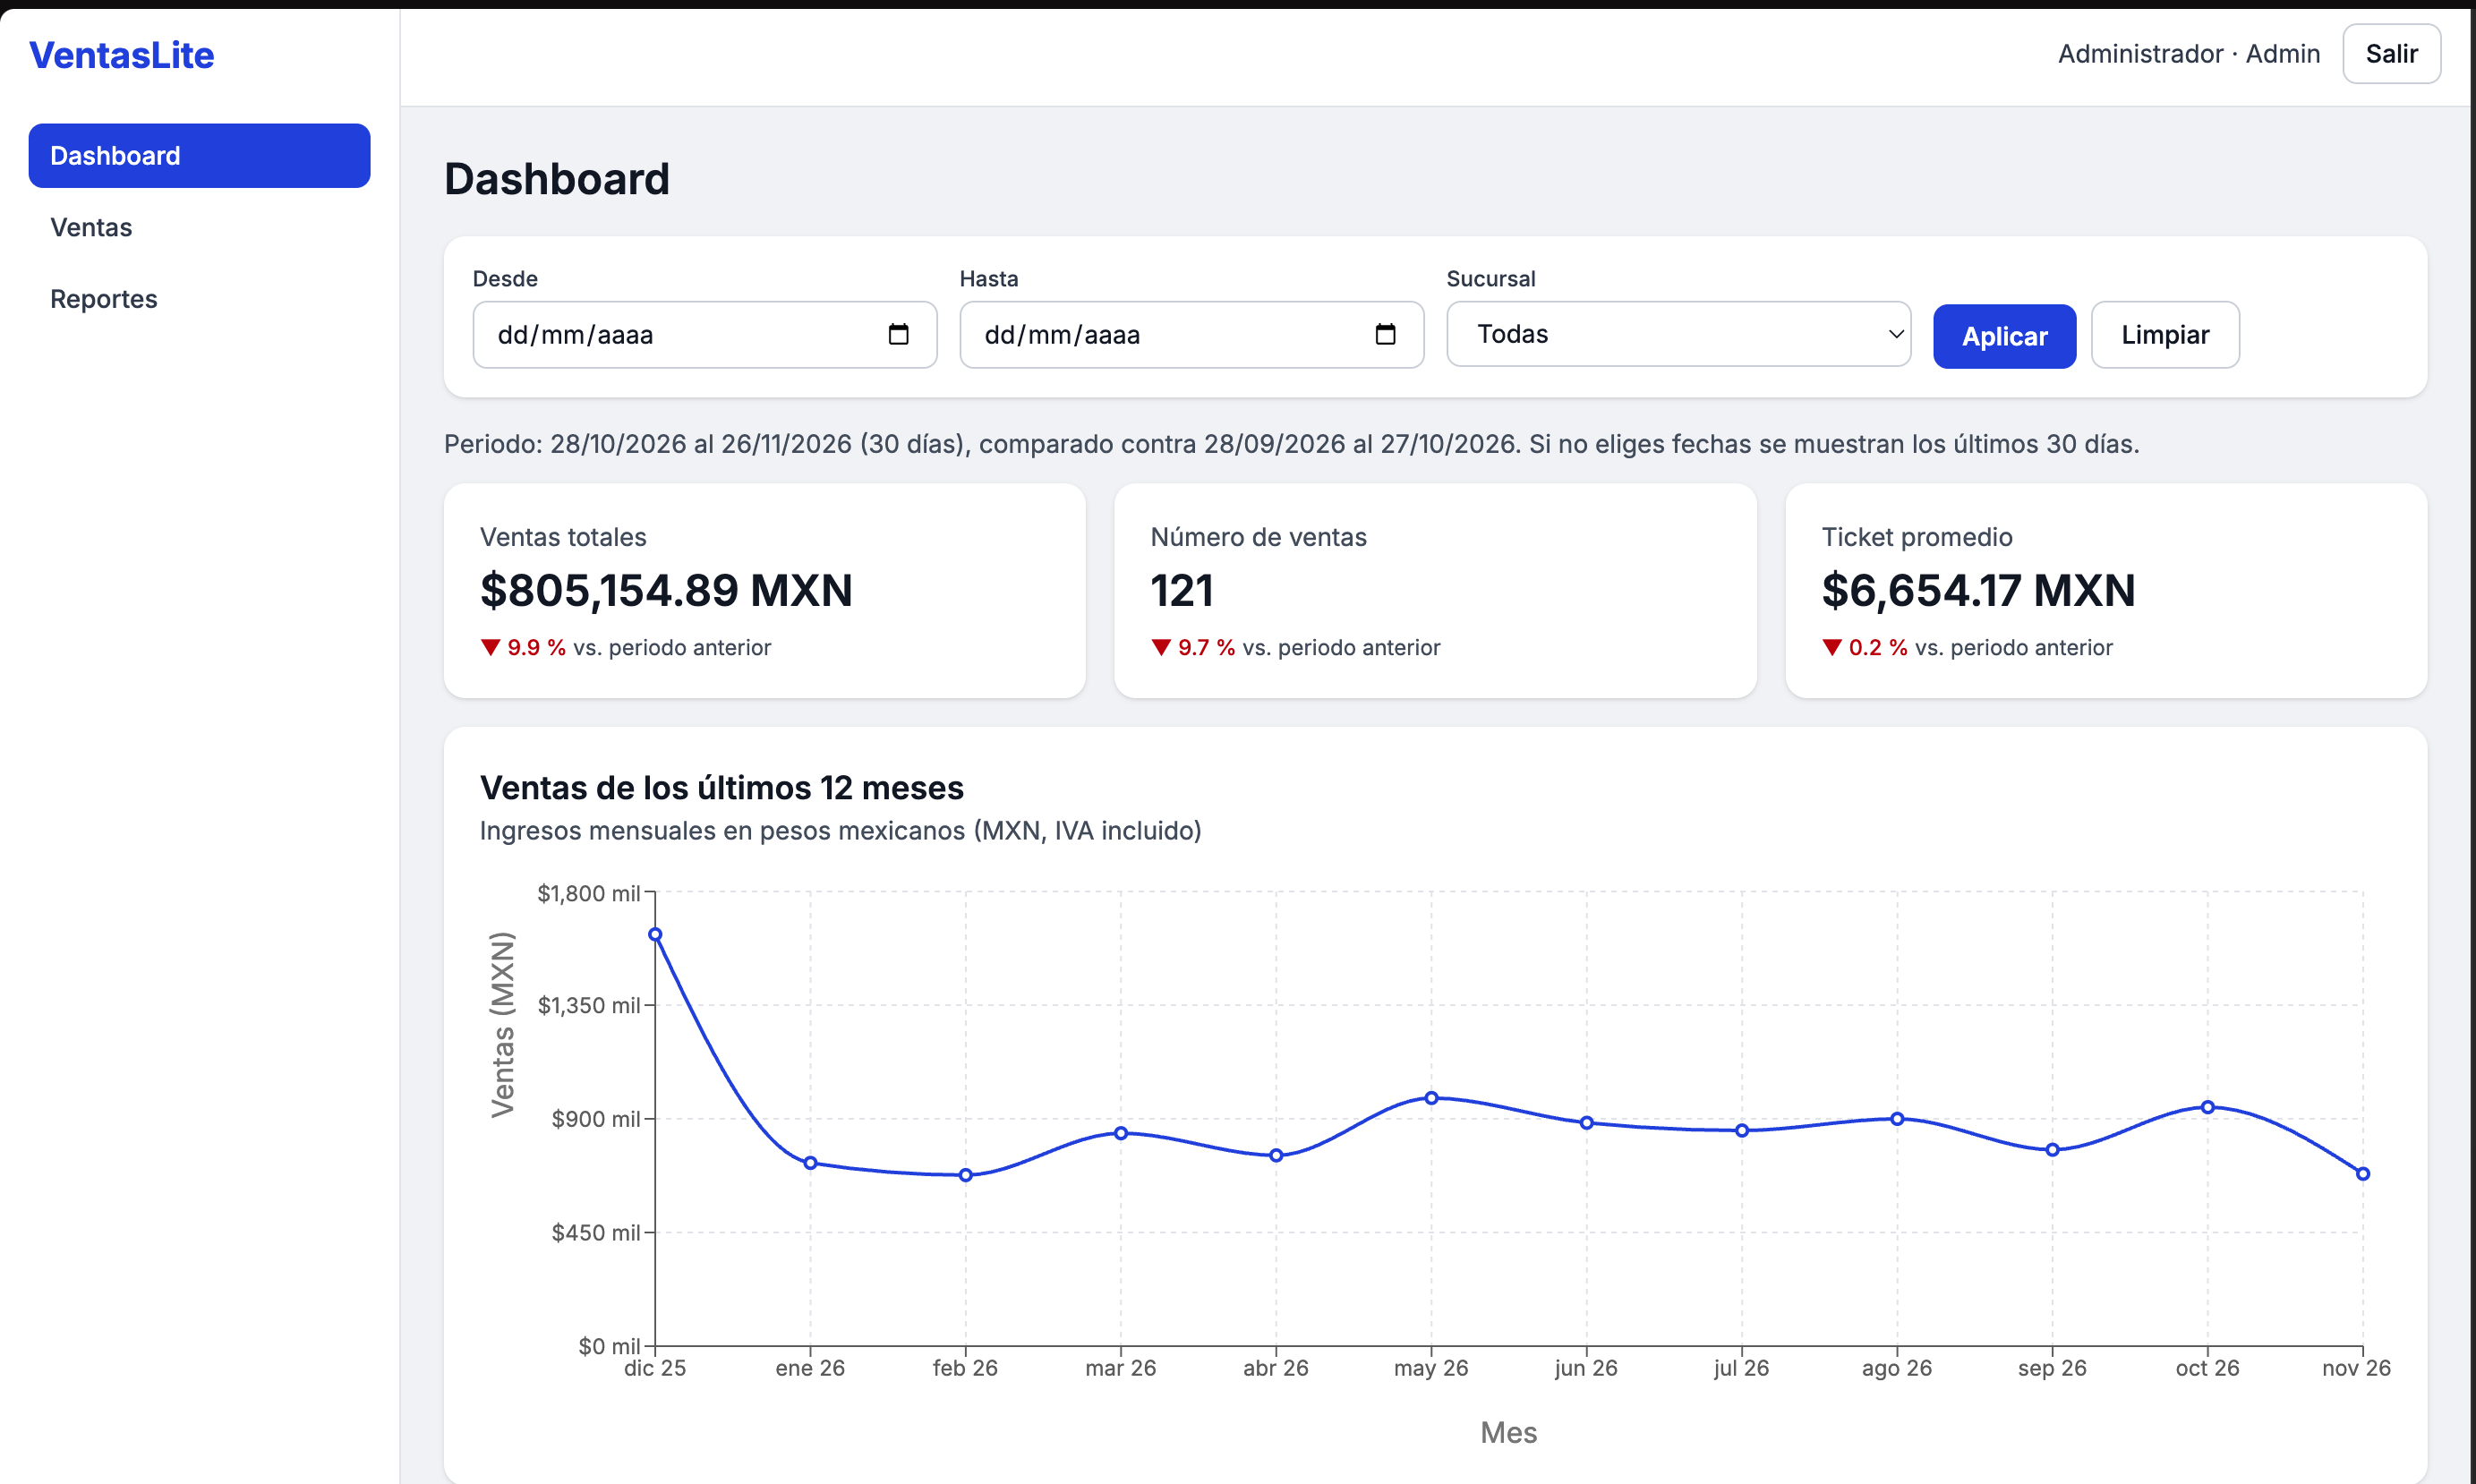 VentasLite
Administrador · Admin
Salir
Dashboard
Ventas
Reportes
Dashboard
Desde
Hasta
Sucursal
dd/mm/aaaa
dd/mm/aaaa
Todas
Aplicar
Limpiar
Periodo: 28/10/2026 al 26/11/2026 (30 días), comparado contra 28/09/2026 al 27/10/2026. Si no eliges fechas se muestran los últimos 30 días.
Ventas totales
$805,154.89 MXN
▼ 9.9 % vs. periodo anterior
Número de ventas
121
▼ 9.7 % vs. periodo anterior
Ticket promedio
$6,654.17 MXN
▼ 0.2 % vs. periodo anterior
Ventas de los últimos 12 meses
Ingresos mensuales en pesos mexicanos (MXN, IVA incluido)
Ventas (MXN)
$1,800 mil
$1,350 mil
$900 mil
$450 mil
$0 mil
dic 25
ene 26
feb 26
mar 26
abr 26
may 26
jun 26
jul 26
ago 26
sep 26
oct 26
nov 26
Mes